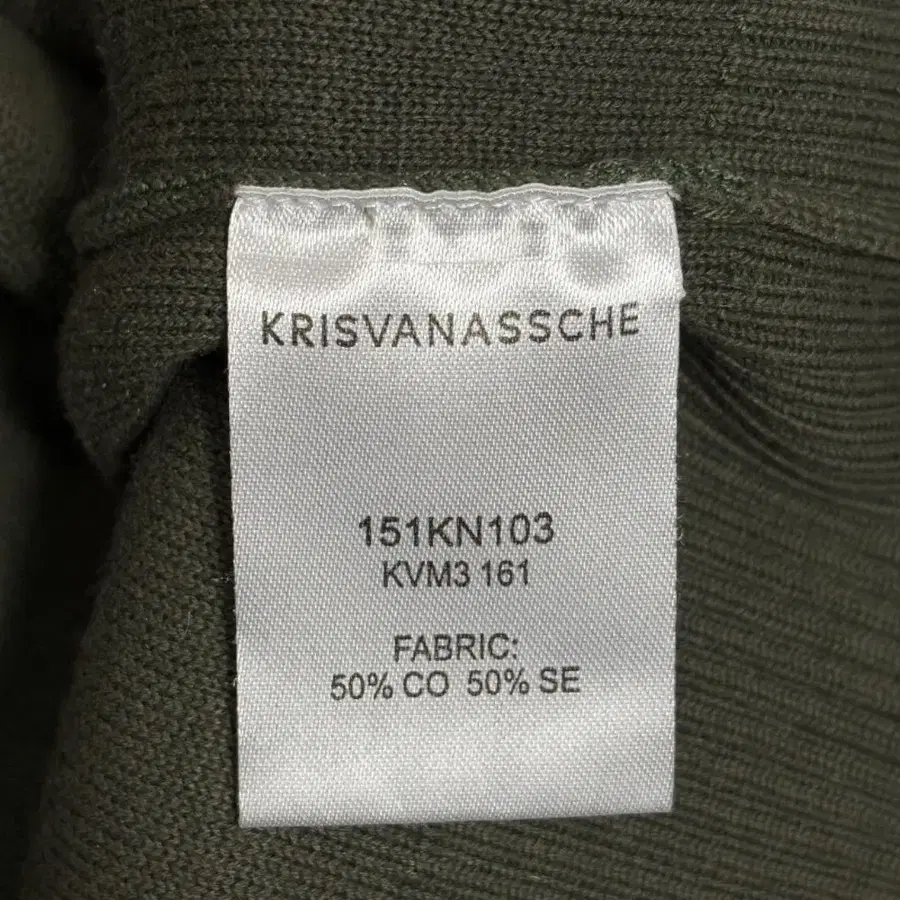 KRISVANASSCHE
151KN103
KVM3 161
FABRIC:
50% CO 50% SE